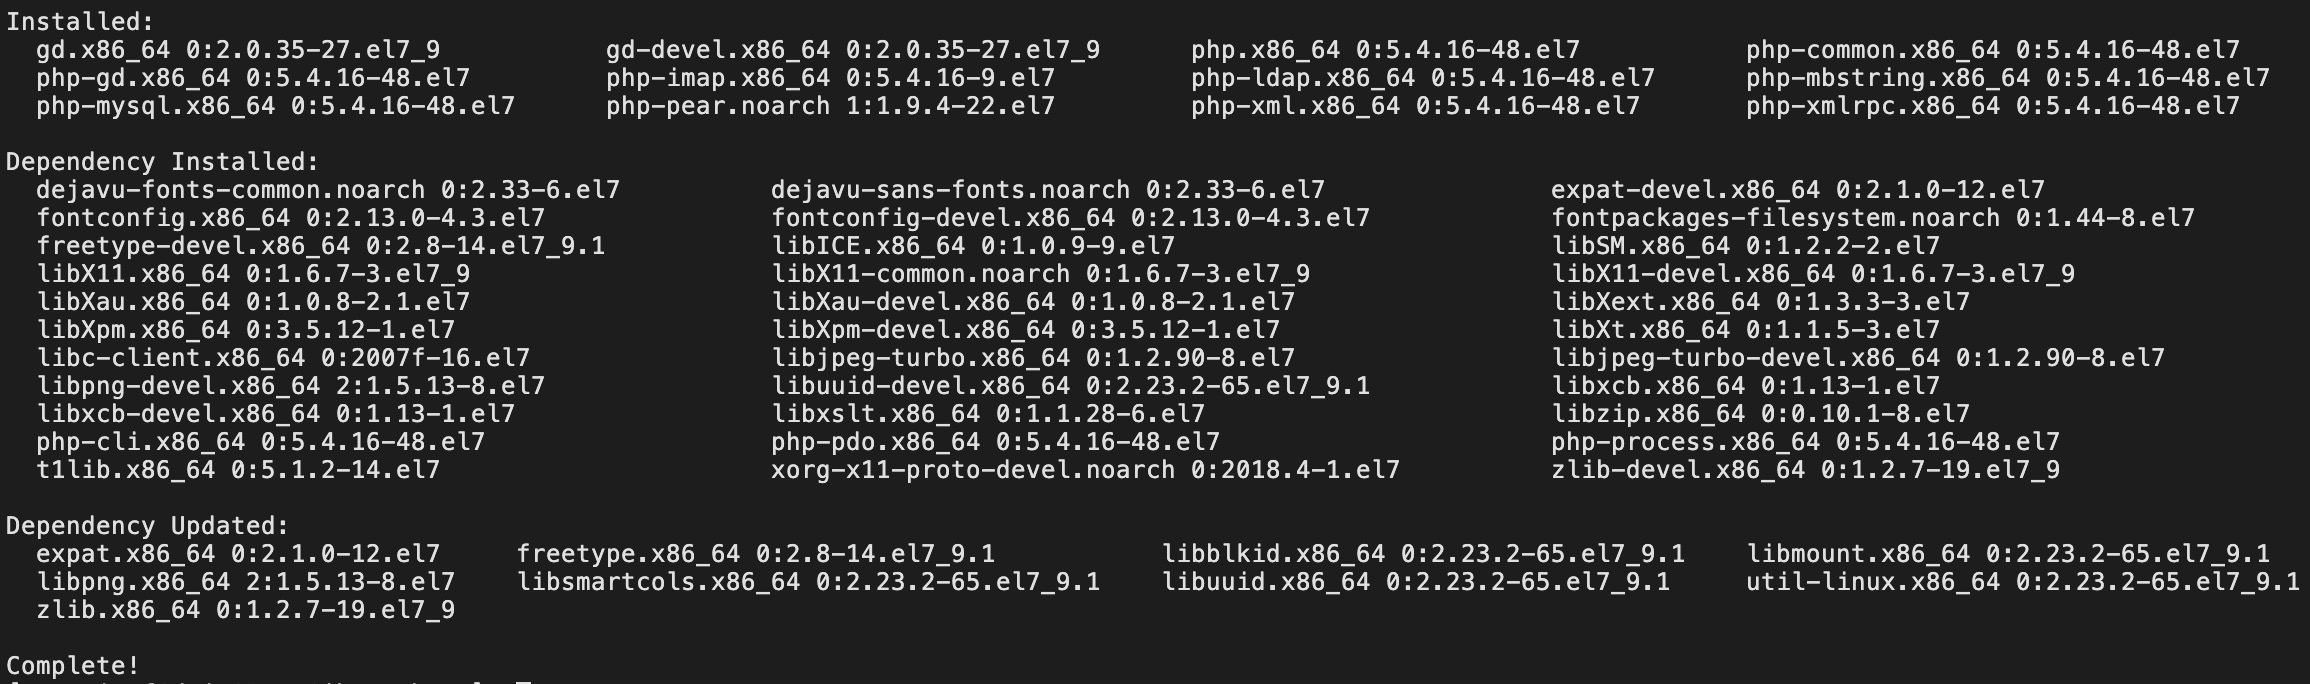 Installed:
gd.x86_64 0:2.0.35-27.el7_9 gd-devel.x86_64 0:2.0.35-27.el7_9 php.x86_64 0:5.4.16-48.el7 php-common.x86_64 0:5.4.16-48.el7
php-gd.x86_64 0:5.4.16-48.el7 php-imap.x86_64 0:5.4.16-9.el7 php-ldap.x86_64 0:5.4.16-48.el7 php-mbstring.x86_64 0:5.4.16-48.el7
php-mysql.x86_64 0:5.4.16-48.el7 php-pear.noarch 1:1.9.4-22.el7 php-xml.x86_64 0:5.4.16-48.el7 php-xmlrpc.x86_64 0:5.4.16-48.el7
Dependency Installed:
dejavu-fonts-common.noarch 0:2.33-6.el7 dejavu-sans-fonts.noarch 0:2.33-6.el7 expat-devel.x86_64 0:2.1.0-12.el7
fontconfig.x86_64 0:2.13.0-4.3.el7 fontconfig-devel.x86_64 0:2.13.0-4.3.el7 fontpackages-filesystem.noarch 0:1.44-8.el7
freetype-devel.x86_64 0:2.8-14.el7_9.1 libICE.x86_64 0:1.0.9-9.el7 libSM.x86_64 0:1.2.2-2.el7
libX11.x86_64 0:1.6.7-3.el7_9 libX11-common.noarch 0:1.6.7-3.el7_9 libX11-devel.x86_64 0:1.6.7-3.el7_9
libXau.x86_64 0:1.0.8-2.1.el7 libXau-devel.x86_64 0:1.0.8-2.1.el7 libXext.x86_64 0:1.3.3-3.el7
libXpm.x86_64 0:3.5.12-1.el7 libXpm-devel.x86_64 0:3.5.12-1.el7 libXt.x86_64 0:1.1.5-3.el7
libc-client.x86_64 0:2007f-16.el7 libjpeg-turbo.x86_64 0:1.2.90-8.el7 libjpeg-turbo-devel.x86_64 0:1.2.90-8.el7
libpng-devel.x86_64 2:1.5.13-8.el7 libuuid-devel.x86_64 0:2.23.2-65.el7_9.1 libxcb.x86_64 0:1.13-1.el7
libxcb-devel.x86_64 0:1.13-1.el7 libxslt.x86_64 0:1.1.28-6.el7 libzip.x86_64 0:0.10.1-8.el7
php-cli.x86_64 0:5.4.16-48.el7 php-pdo.x86_64 0:5.4.16-48.el7 php-process.x86_64 0:5.4.16-48.el7
t1lib.x86_64 0:5.1.2-14.el7 xorg-x11-proto-devel.noarch 0:2018.4-1.el7 zlib-devel.x86_64 0:1.2.7-19.el7_9
Dependency Updated:
expat.x86_64 0:2.1.0-12.el7 freetype.x86_64 0:2.8-14.el7_9.1 libblkid.x86_64 0:2.23.2-65.el7_9.1 libmount.x86_64 0:2.23.2-65.el7_9.1
libpng.x86_64 2:1.5.13-8.el7 libsmartcols.x86_64 0:2.23.2-65.el7_9.1 libuuid.x86_64 0:2.23.2-65.el7_9.1 util-linux.x86_64 0:2.23.2-65.el7_9.1
zlib.x86_64 0:1.2.7-19.el7_9
Complete!